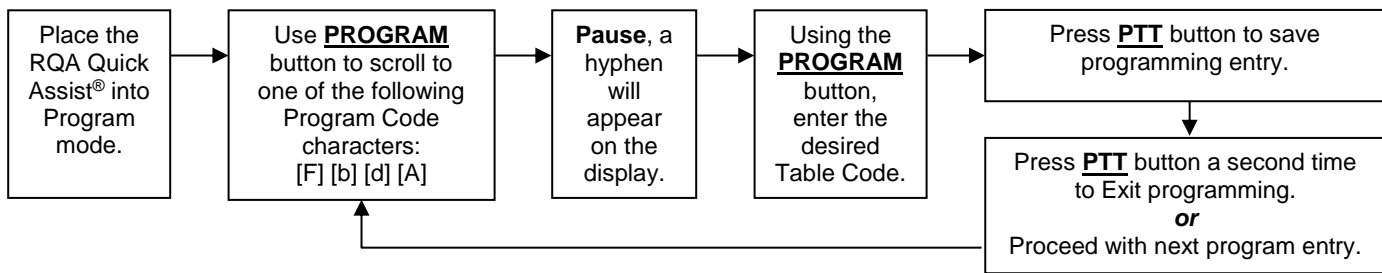 Place the
RQA Quick
Assist® into
Program
mode.
Use PROGRAM
button to scroll to
one of the following
Program Code
characters:
[F] [b] [d] [A]
Pause, a
hyphen
will
appear
on the
display.
Using the
PROGRAM
button,
enter the
desired
Table Code.
Press PTT button to save
programming entry.
Press PTT button a second time
to Exit programming.
or
Proceed with next program entry.